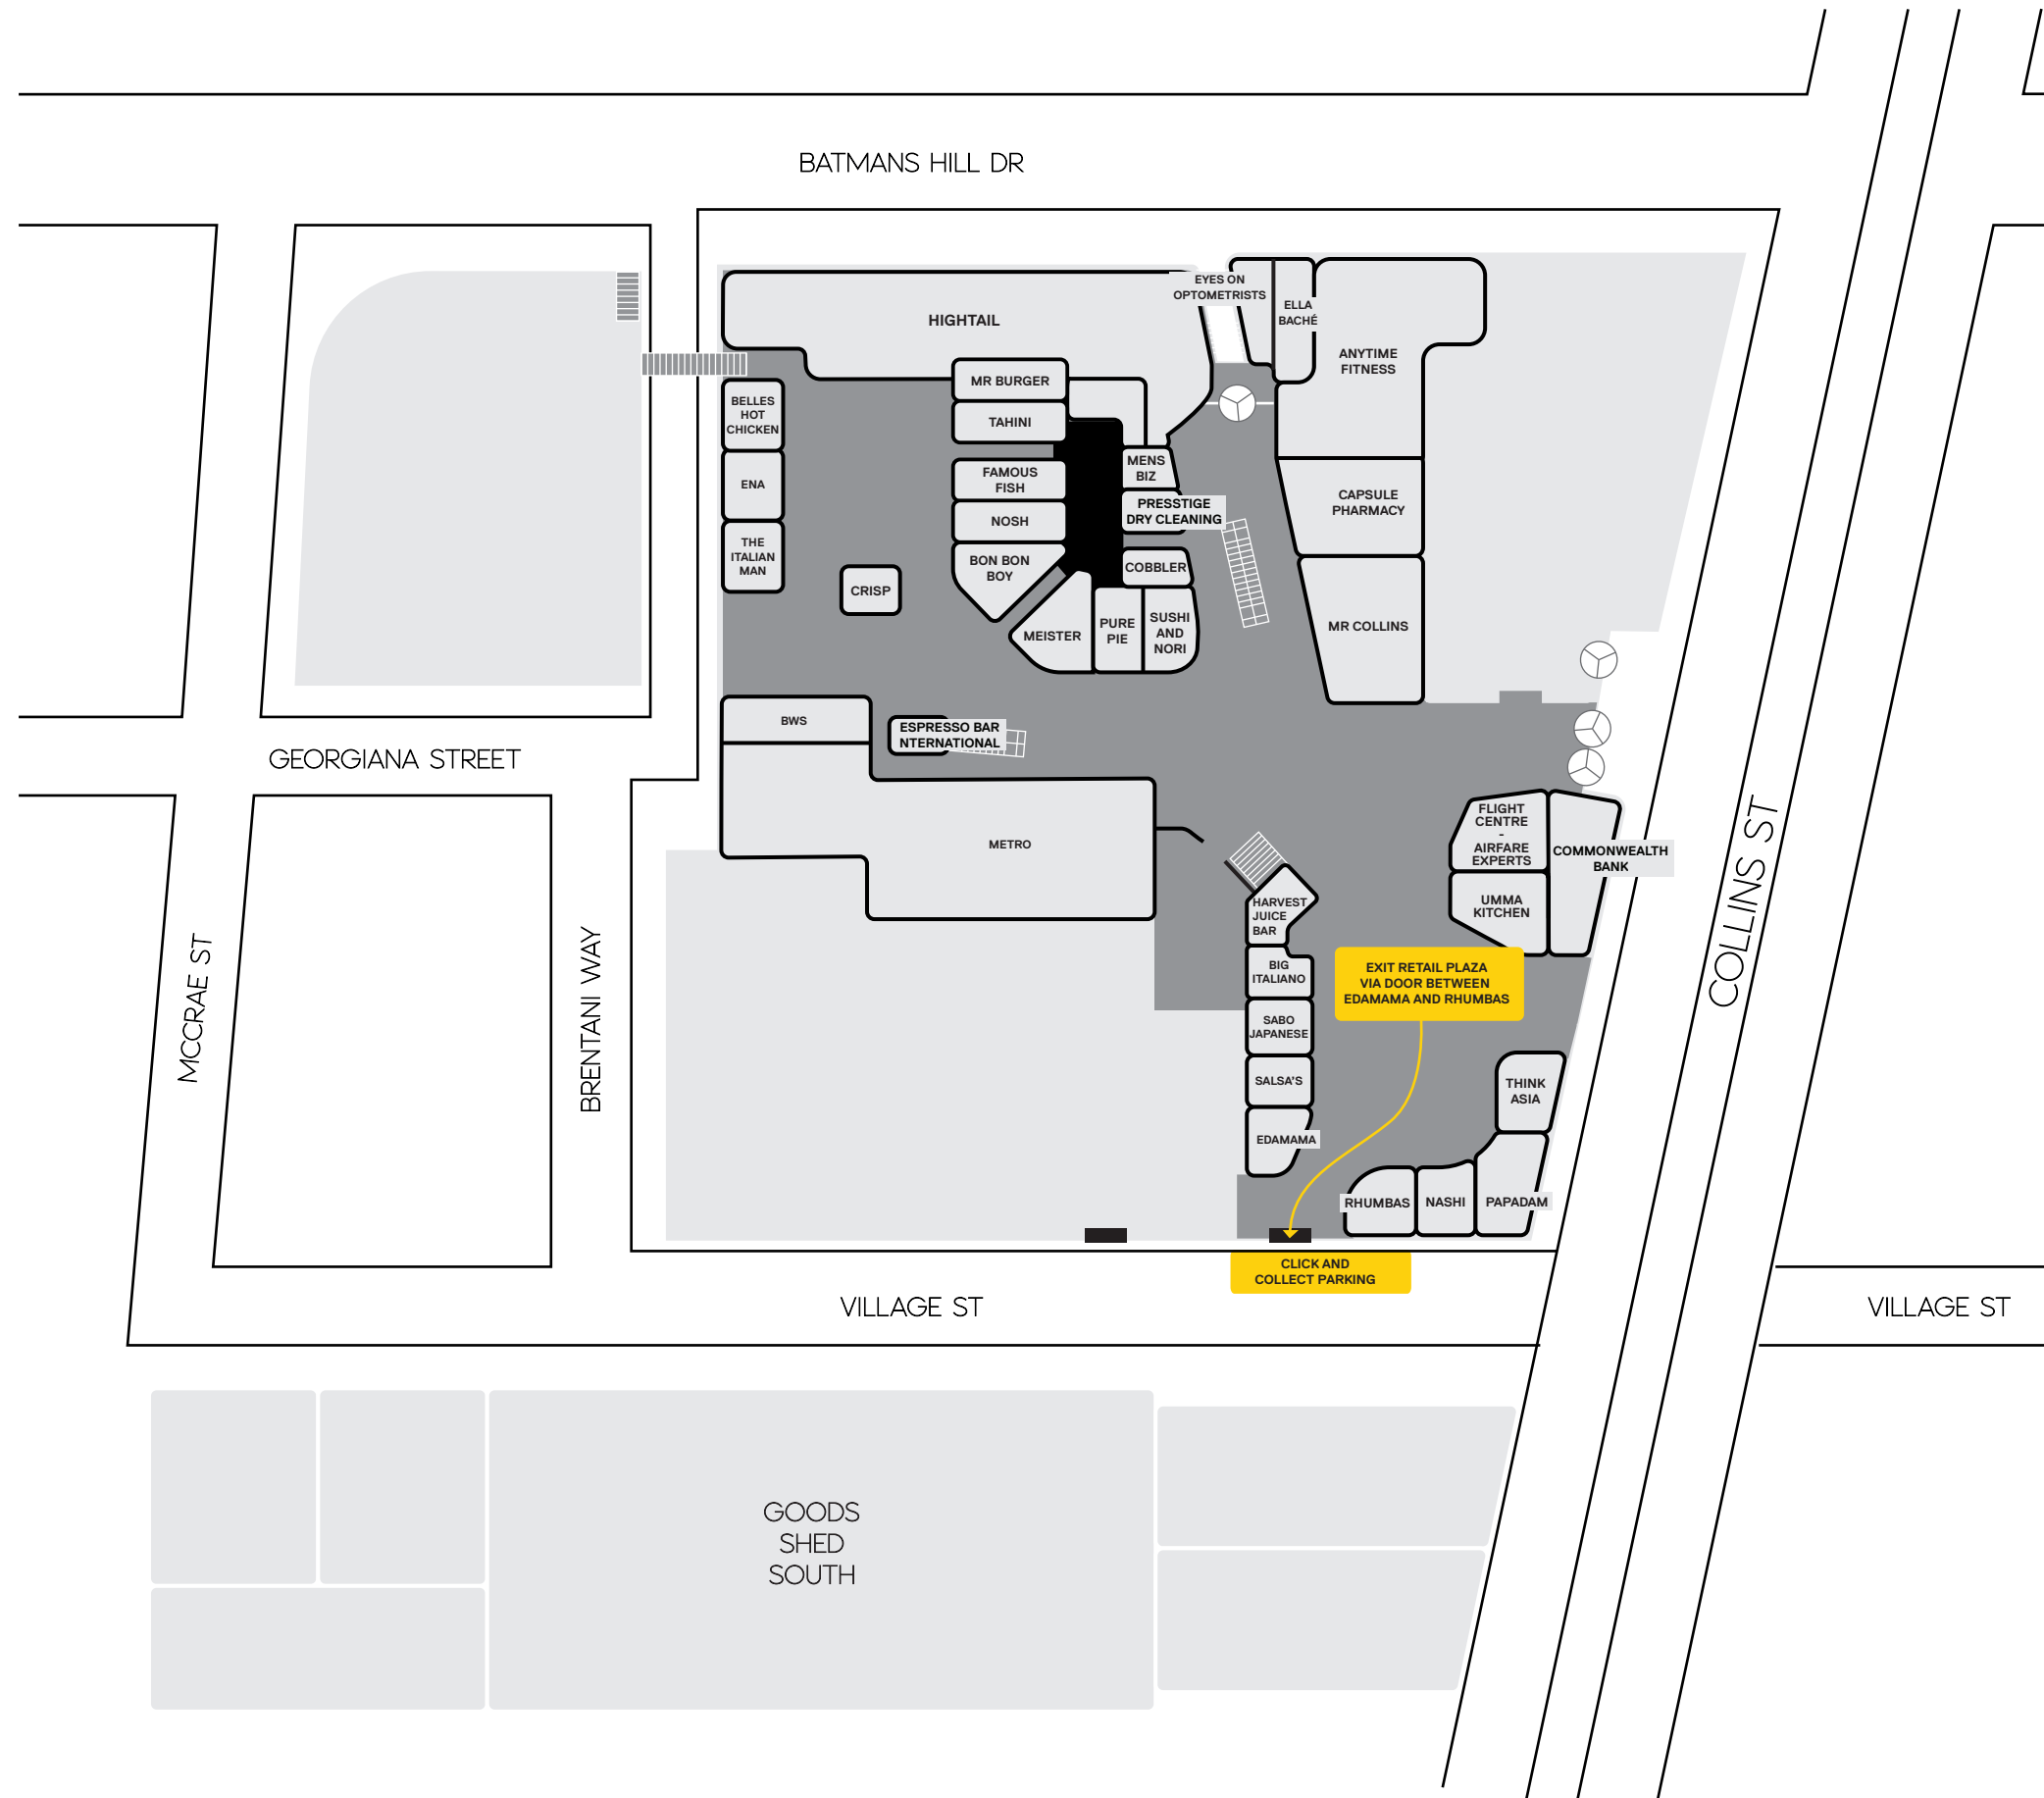 BATMANS HILL DR
EYES ON
OPTOMETRISTS
ELLA
BACHÉ
HIGHTAIL
ANYTIME
FITNESS
MR BURGER
TAHINI
BELLES
HOT
CHICKEN
ENA
THE
ITALIAN
MAN
FAMOUS
FISH
NOSH
BON BON
BOY
CRISP
MENS
BIZ
PRESSTIGE
DRY CLEANING
COBBLER
CAPSULE
PHARMACY
MEISTER
PURE
PIE
SUSHI
AND
NORI
MR COLLINS
BWS
ESPRESSO BAR
NTERNATIONAL
GEORGIANA STREET
METRO
FLIGHT
CENTRE
-
AIRFARE
EXPERTS
COMMONWEALTH
BANK
UMMA
KITCHEN
COLLINS ST
HARVEST
JUICE
BAR
BIG
ITALIANO
EXIT RETAIL PLAZA
VIA DOOR BETWEEN
EDAMAMA AND RHUMBAS
MCCRAE ST
BRENTANI WAY
SABO
JAPANESE
SALSA'S
THINK
ASIA
EDAMAMA
RHUMBAS
NASHI
PAPADAM
CLICK AND
COLLECT PARKING
VILLAGE ST
VILLAGE ST
GOODS
SHED
SOUTH